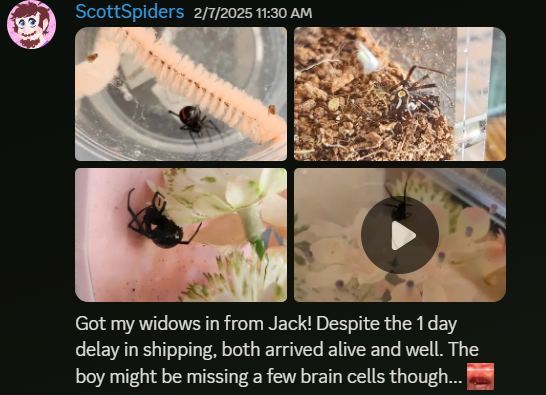 ScottSpiders 2/7/2025 11:30 AM
Got my widows in from Jack! Despite the 1 day
delay in shipping, both arrived alive and well. The
boy might be missing a few brain cells though...